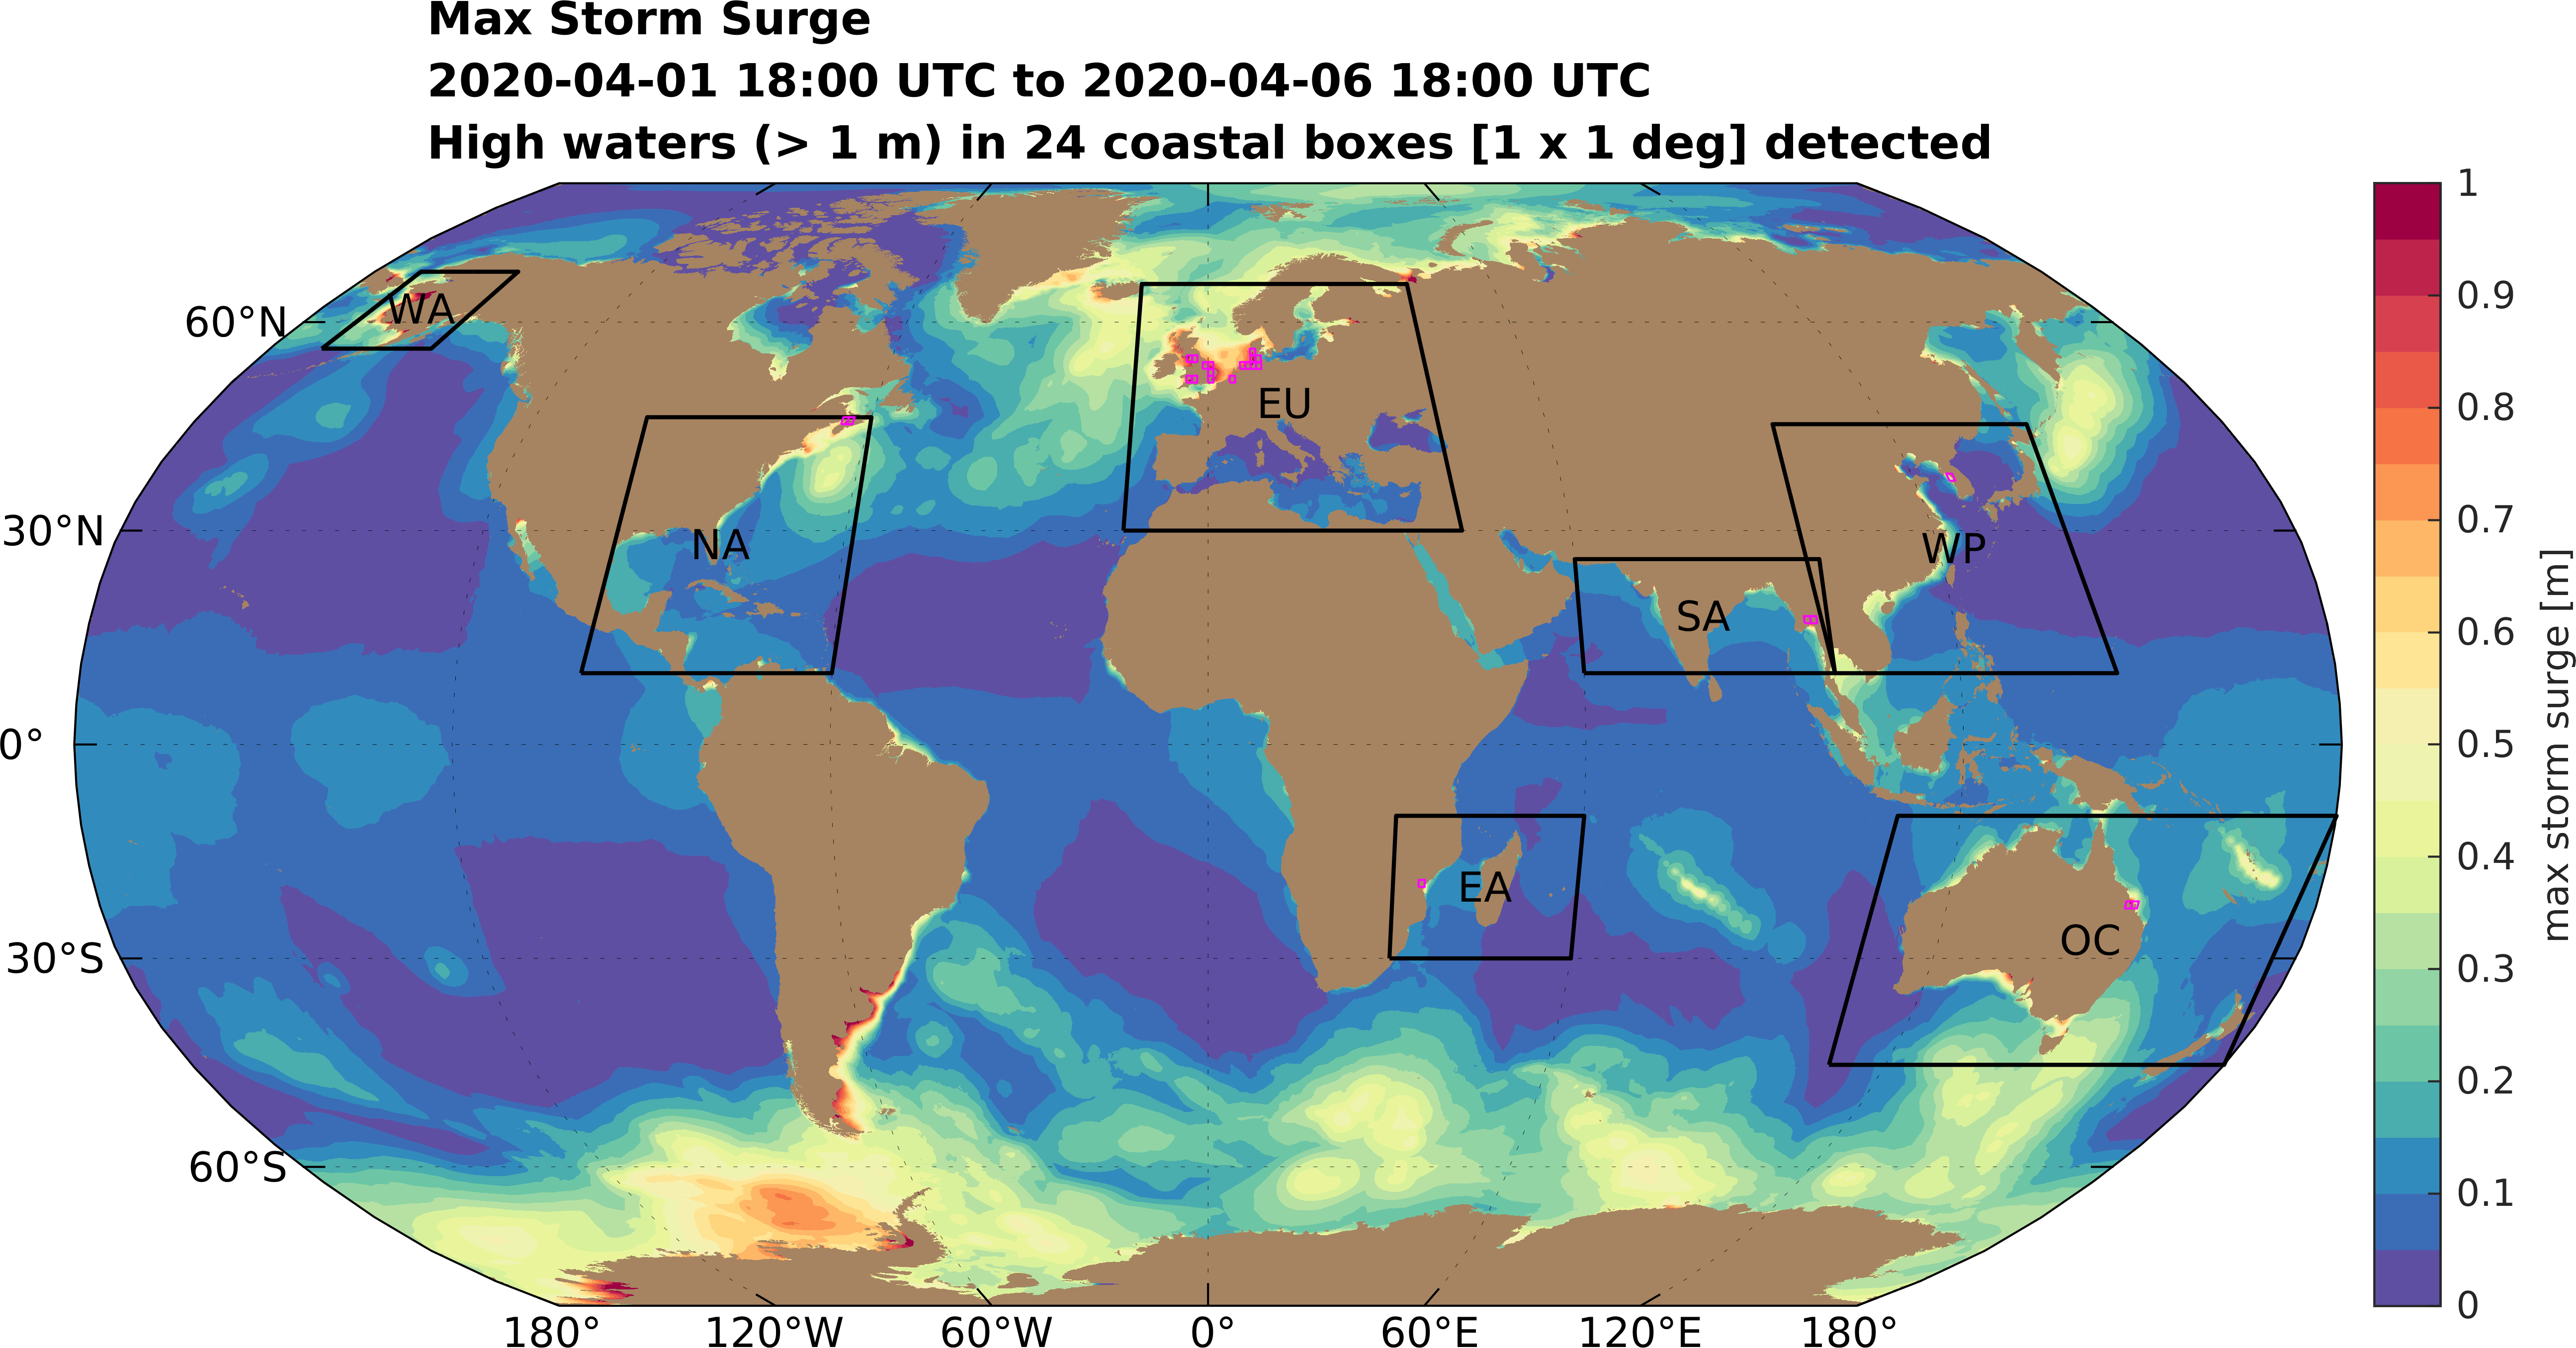 Max Storm Surge
2020-04-01 18:00 UTC to 2020-04-06 18:00 UTC
High waters (> 1 m) in 24 coastal boxes [1 x 1 deg] detected
60°N
30°N
0°
30°S
60°S
WA
NA
EU
SA
WP
EA
OC
180°
120°W
60°W
0°
60°E
120°E
180°
1
0.9
0.8
0.7
0.6
0.5
0.4
0.3
0.2
0.1
0
max storm surge [m]